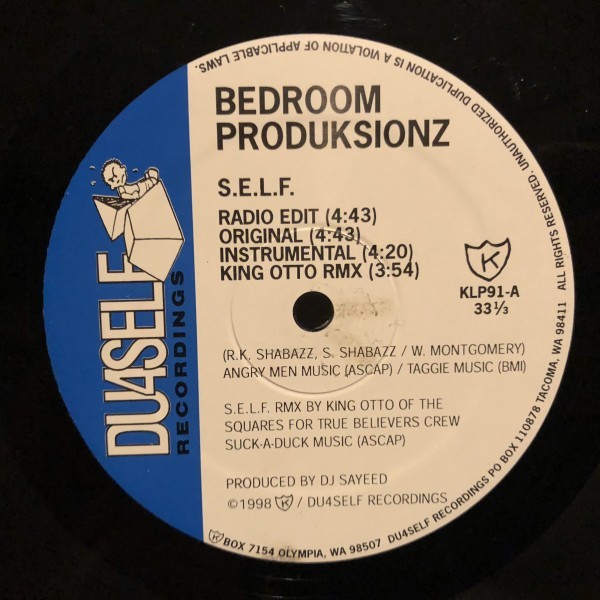 BEDROOM
PRODUKSIONZ
S.E.L.F.
RADIO EDIT (4:43)
ORIGINAL (4:43)
INSTRUMENTAL (4:20)
KING OTTO RMX (3:54)
K
KLP91-A
33 ⅓
(R.K. SHABAZZ, S. SHABAZZ / W. MONTGOMERY)
ANGRY MEN MUSIC (ASCAP) / TAGGIE MUSIC (BMI)
S.E.L.F. RMX BY KING OTTO OF THE
SQUARES FOR TRUE BELIEVERS CREW
SUCK-A-DUCK MUSIC (ASCAP)
PRODUCED BY DJ SAYEED
©1998 K / DU4SELF RECORDINGS
DU4SELF
RECORDINGS
K BOX 7154 OLYMPIA, WA 98507 DU4SELF RECORDINGS PO BOX 110878 TACOMA, WA 98411 ALL RIGHTS RESERVED. UNAUTHORIZED DUPLICATION IS A VIOLATION OF APPLICABLE LAWS.